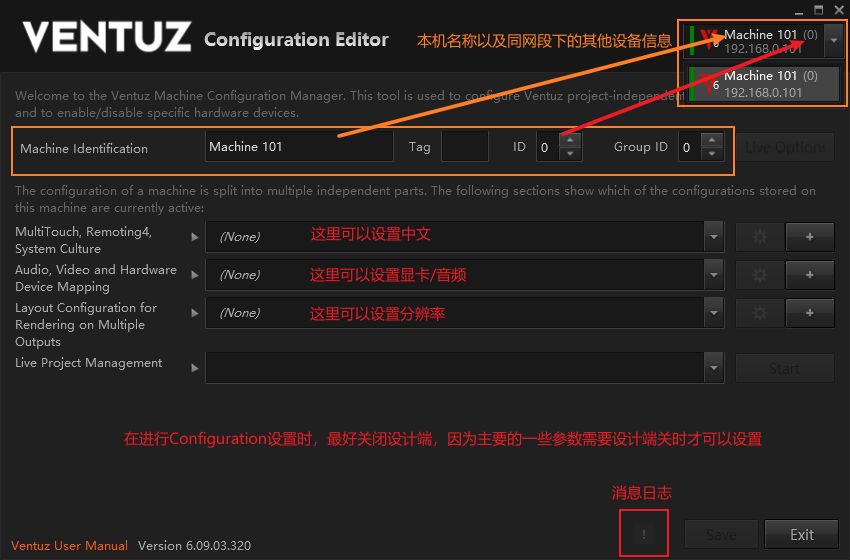 VENTUZ Configuration Editor
本机名称以及同网段下的其他设备信息
Machine 101 (0)
192.168.0.101
Machine 101 (0)
6
192.168.0.101
Welcome to the Ventuz Machine Configuration Manager. This tool is used to configure Ventuz project-independent
and to enable/disable specific hardware devices.
Machine Identification Machine 101 Tag ID 0 Group ID 0 Live Options
The configuration of a machine is split into multiple independent parts. The following sections show which of the configurations stored on
this machine are currently active:
MultiTouch, Remoting4,
System Culture
(None) 这里可以设置中文 +
Audio, Video and Hardware
Device Mapping
(None) 这里可以设置显卡/音频 +
Layout Configuration for
Rendering on Multiple
Outputs
(None) 这里可以设置分辨率 +
Live Project Management
Start
在进行Configuration设置时，最好关闭设计端，因为主要的一些参数需要设计端关时才可以设置
消息日志
!
Ventuz User Manual Version 6.09.03.320
Save Exit